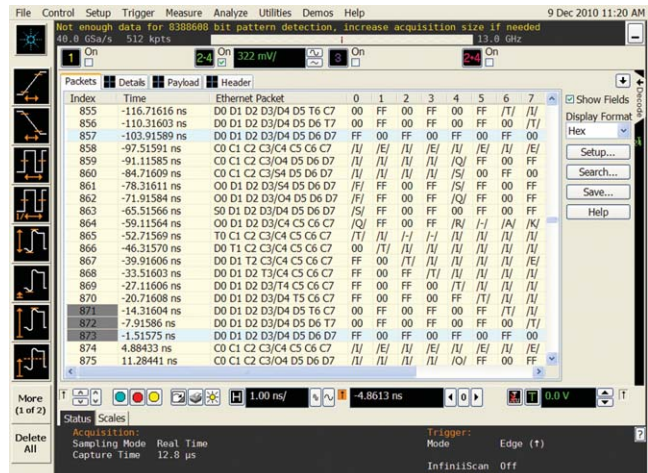 File Control Setup Trigger Measure Analyze Utilities Demos Help 9 Dec 2010 11:20 AM
Not enough data for 8388608 bit pattern detection, increase acquisition size if needed
40.0 GSa/s 512 kpts 13.0 GHz
1 On 2-4 On 322 mV/ 3 On 2+4 On
Packets Details Payload Header
Index Time Ethernet Packet 0 1 2 3 4 5 6 7
855 -116.71616 ns D0 D1 D2 D3/D4 D5 T6 C7 00 FF 00 FF 00 FF /T/ /I/
856 -110.31603 ns D0 D1 D2 D3/D4 D5 D6 T7 00 FF 00 FF 00 FF 00 /T/
857 -103.91589 ns D0 D1 D2 D3/D4 D5 D6 D7 FF 00 FF 00 FF 00 FF 00
858 -97.51591 ns C0 C1 C2 C3/C4 C5 C6 C7 /I/ /E/ /I/ /E/ /I/ /E/ /I/ /E/
859 -91.11585 ns C0 C1 C2 C3/O4 D5 D6 D7 /I/ /I/ /I/ /I/ /Q/ FF 00 FF
860 -84.71609 ns C0 C1 C2 C3/S4 D5 D6 D7 /I/ /I/ /I/ /I/ /S/ 00 FF 00
861 -78.31611 ns O0 D1 D2 D3/S4 D5 D6 D7 /F/ FF 00 FF /S/ FF 00 FF
862 -71.91584 ns O0 D1 D2 D3/O4 D5 D6 D7 /F/ FF 00 FF /Q/ FF 00 FF
863 -65.51566 ns S0 D1 D2 D3/D4 D5 D6 D7 /S/ FF 00 FF 00 FF 00 FF
864 -59.11564 ns O0 D1 D2 D3/C4 C5 C6 C7 /Q/ FF 00 FF /R/ /-/ /A/ /K/
865 -52.71569 ns T0 C1 C2 C3/C4 C5 C6 C7 /T/ /I/ /-/ /-/ /I/ /I/ /I/ /I/
866 -46.31570 ns D0 T1 C2 C3/C4 C5 C6 C7 00 /T/ /I/ /I/ /I/ /I/ /I/ /I/
867 -39.91606 ns D0 D1 T2 C3/C4 C5 C6 C7 FF 00 /T/ /I/ /I/ /I/ /I/ /E/
868 -33.51603 ns D0 D1 D2 T3/C4 C5 C6 C7 FF 00 FF /T/ /I/ /I/ /I/ /I/
869 -27.11606 ns D0 D1 D2 D3/T4 C5 C6 C7 FF 00 FF 00 /T/ /I/ /I/ /I/
870 -20.71608 ns D0 D1 D2 D3/D4 T5 C6 C7 FF 00 FF 00 FF /T/ /I/ /I/
871 -14.31604 ns D0 D1 D2 D3/D4 D5 T6 C7 00 FF 00 FF 00 FF /T/ /I/
872 -7.91586 ns D0 D1 D2 D3/D4 D5 D6 T7 00 FF 00 FF 00 FF 00 /T/
873 -1.51575 ns D0 D1 D2 D3/D4 D5 D6 D7 FF 00 FF 00 FF 00 FF 00
874 4.88433 ns C0 C1 C2 C3/C4 C5 C6 C7 /I/ /E/ /I/ /E/ /I/ /E/ /I/ /E/
875 11.28441 ns C0 C1 C2 C3/O4 D5 D6 D7 /I/ /I/ /I/ /I/ /Q/ FF 00 FF
Decode
Show Fields
Display Format
Hex
Setup...
Search...
Save...
Help
More
(1 of 2)
Delete
All
H 1.00 ns/ -4.8613 ns 0 T 0.0 V
Status Scales
Acquisition:
Sampling Mode Real Time
Capture Time 12.8 µs
Trigger:
Mode Edge (↑)
InfiniiScan Off